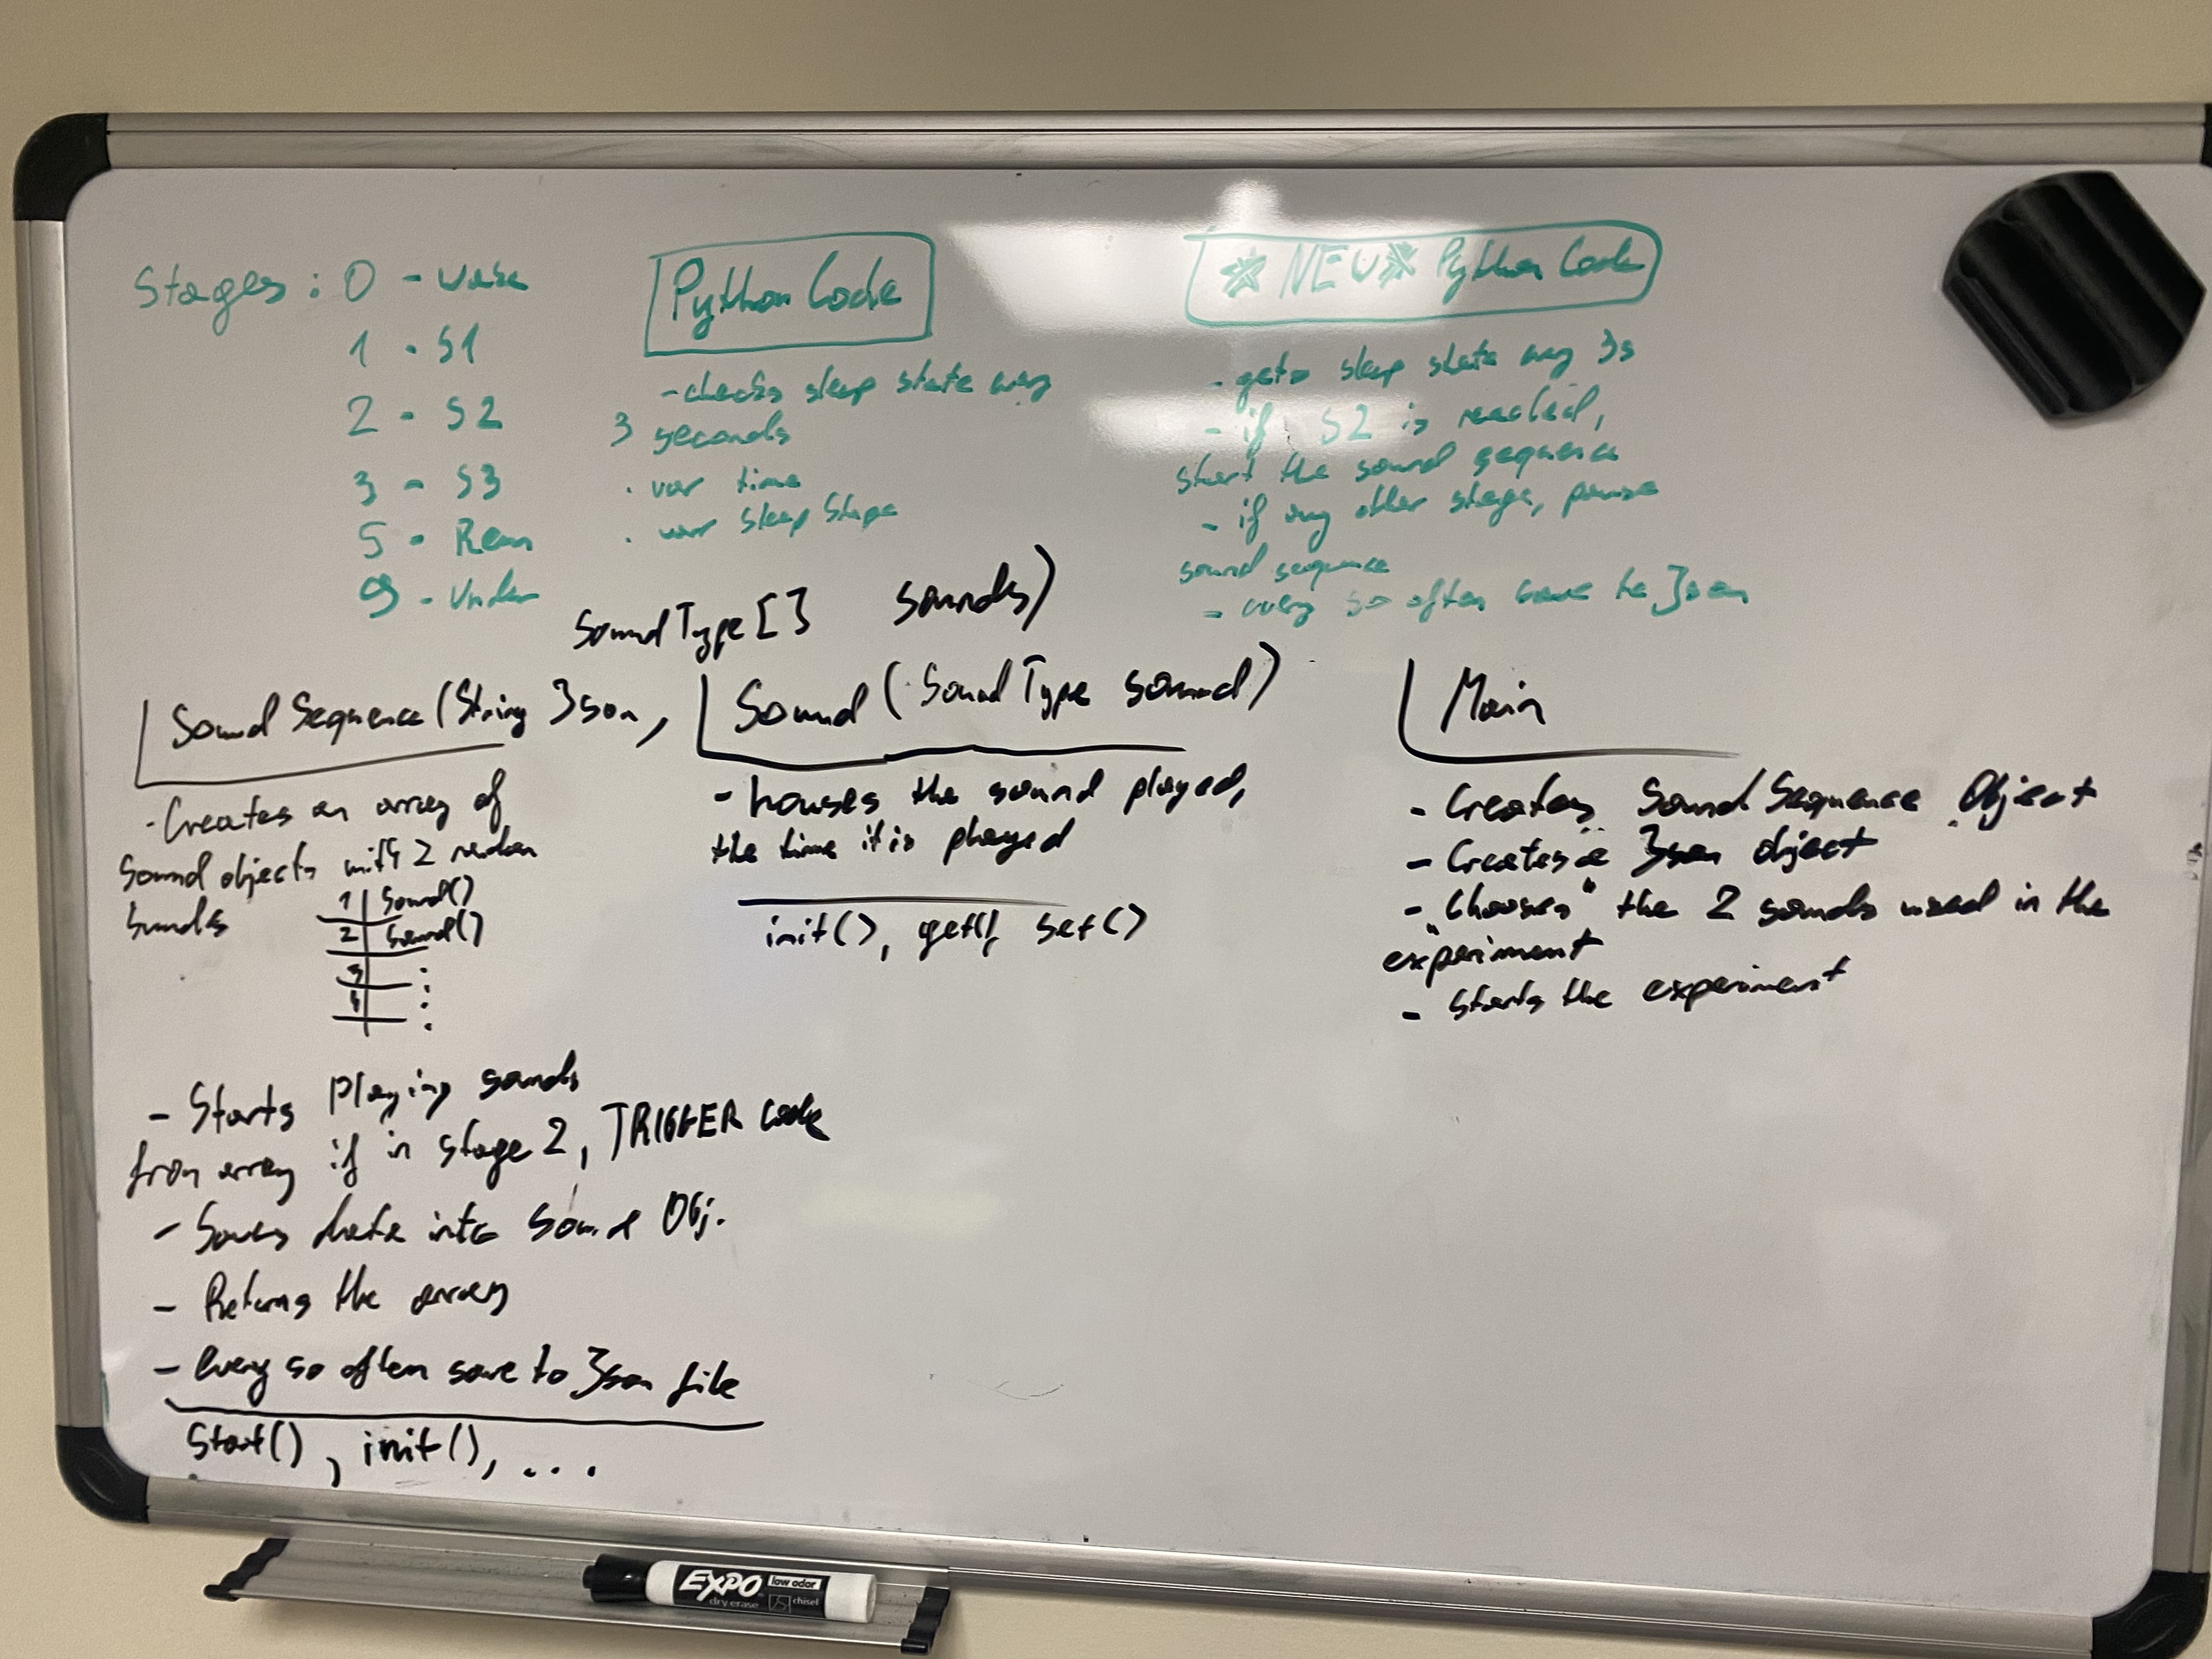 Stages : 0 - wake
1 - S1
2 - S2
3 - S3
5 - Rem
9 - Unden
Python Code
- checks sleep state every
3 seconds
. var time
. var sleep Stage
* NEW * Python Code
- gets sleep state every 3s
- if S2 is reached,
start the sound sequence
- if any other stage, pause
sound sequence
- every so often save to Json
SoundType[] sounds)
Sound Sequence (String Json,
- Creates an array of
Sound objects with 2 random
sounds
1 Sound()
2 Sound()
3 :
4 :
- Starts playing sounds
from array if in stage 2, TRIGGER Code
- Saves data into Sound Obj.
- Returns the array
- Every so often save to Json file
Start(), init(), ...
Sound (SoundType sound)
- houses the sound played,
the time it is played
init(), get(), set()
Main
- Creates Sound Sequence Object
- Creates a Json object
- "Chooses" the 2 sounds used in the
experiment
- Starts the experiment
EXPO low odor
dry erase chisel